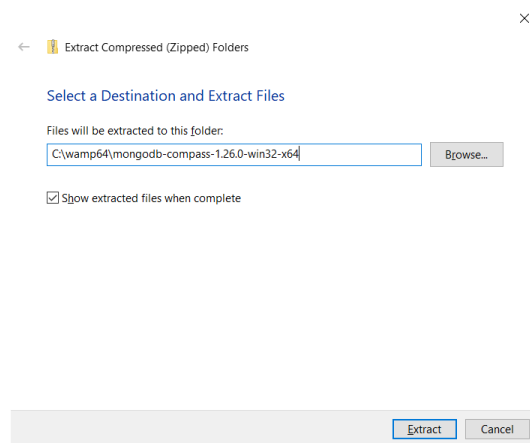 Extract Compressed (Zipped) Folders
Select a Destination and Extract Files
Files will be extracted to this folder:
C:\wamp64\mongodb-compass-1.26.0-win32-x64
Browse...
Show extracted files when complete
Extract
Cancel